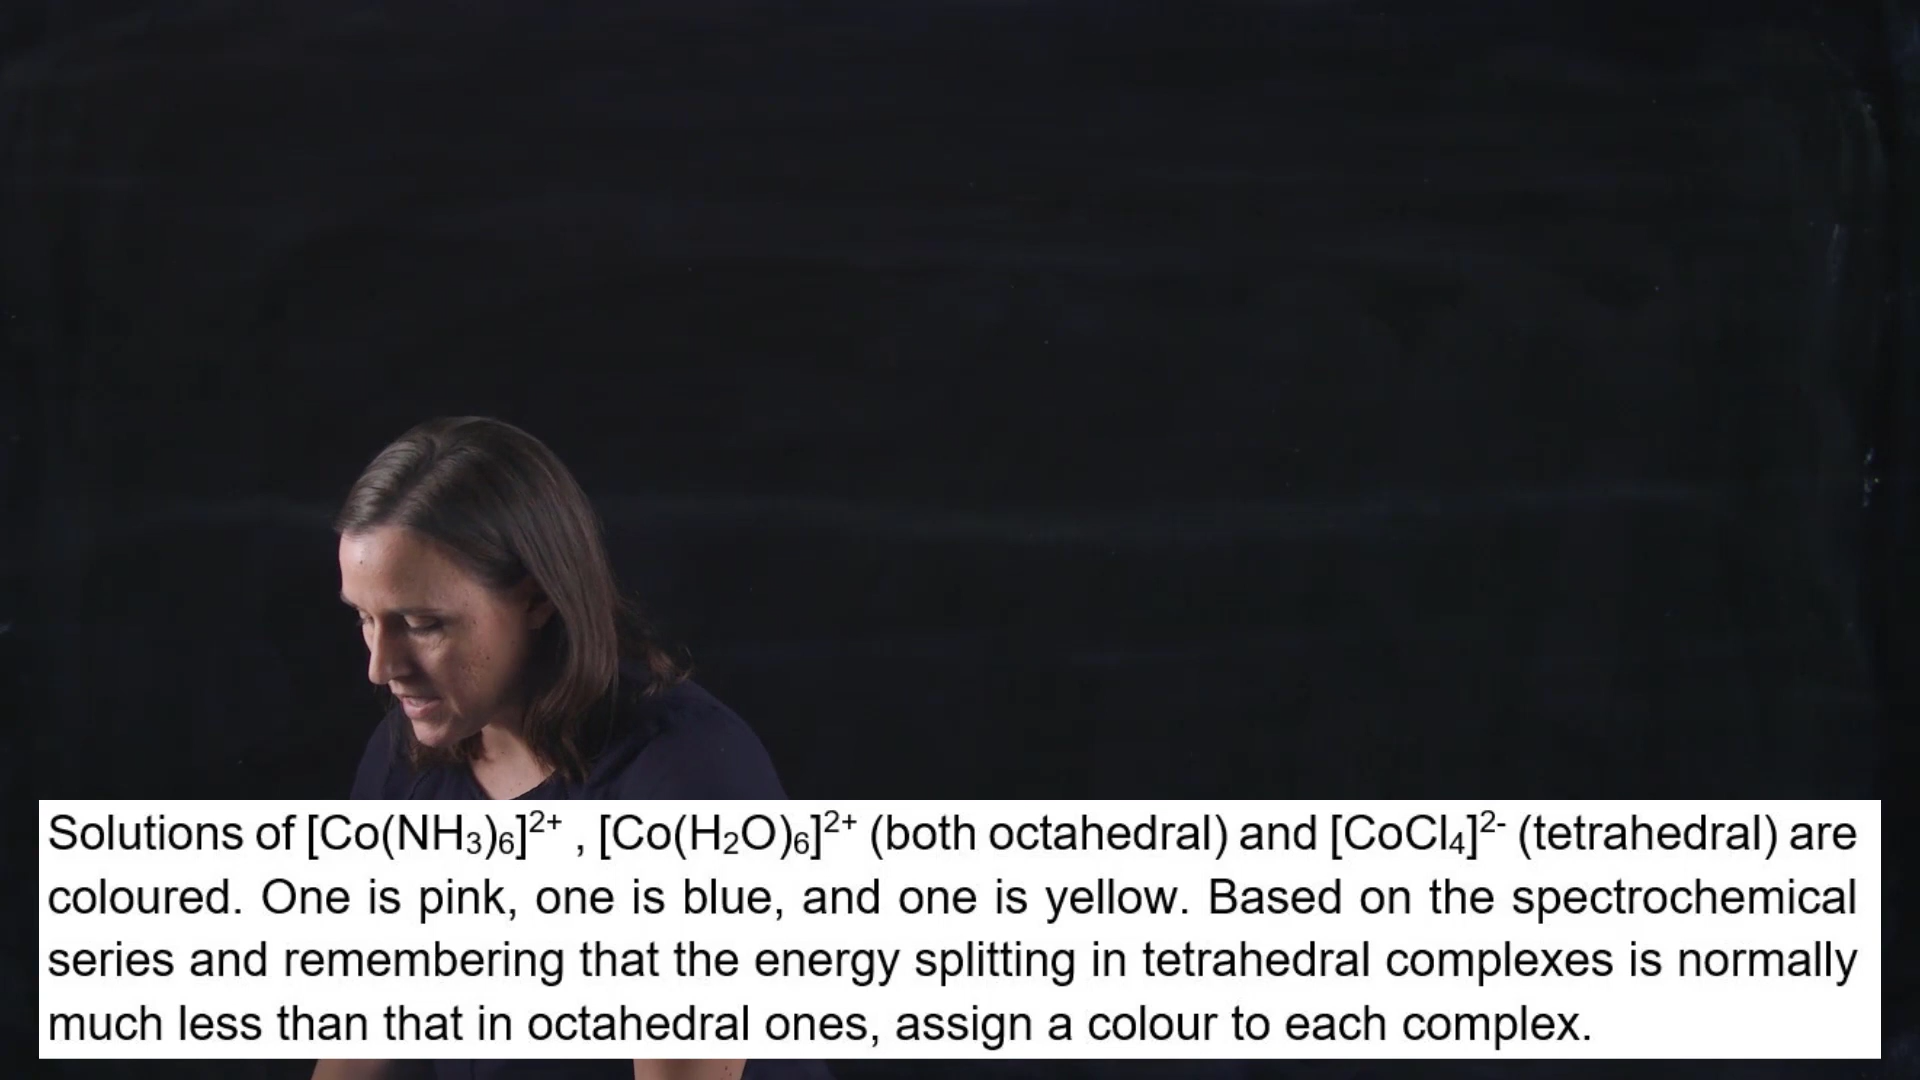 Solutions of [Co(NH₃)₆]²⁺ , [Co(H₂O)₆]²⁺ (both octahedral) and [CoCl₄]²⁻ (tetrahedral) are
coloured. One is pink, one is blue, and one is yellow. Based on the spectrochemical
series and remembering that the energy splitting in tetrahedral complexes is normally
much less than that in octahedral ones, assign a colour to each complex.